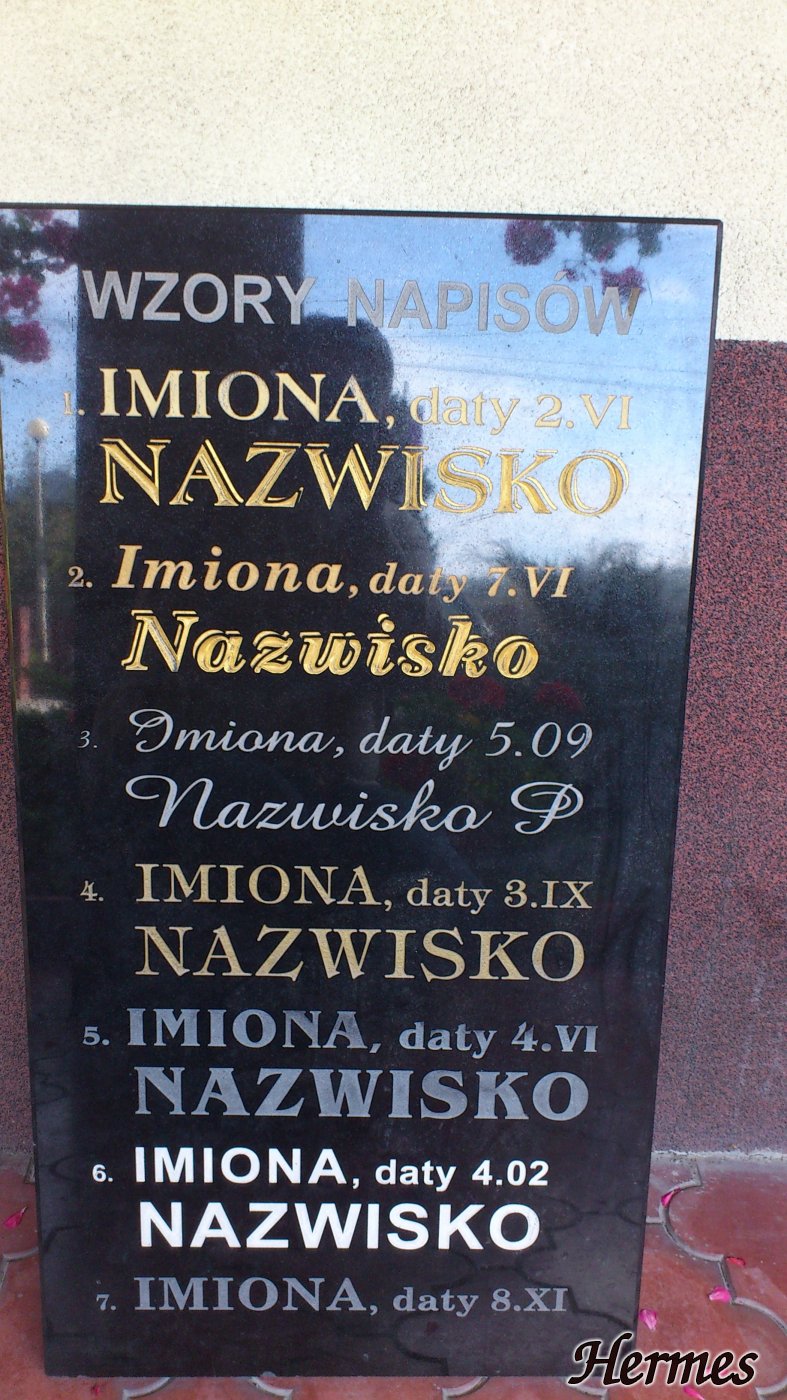 WZORY NAPISÓW
1. IMIONA, daty 2.VI
NAZWISKO
2. Imiona, daty 7.VI
Nazwisko
3. Imiona, daty 5.09
Nazwisko P
4. IMIONA, daty 3.IX
NAZWISKO
5. IMIONA, daty 4.VI
NAZWISKO
6. IMIONA, daty 4.02
NAZWISKO
7. IMIONA, daty 8.XI
Hermes